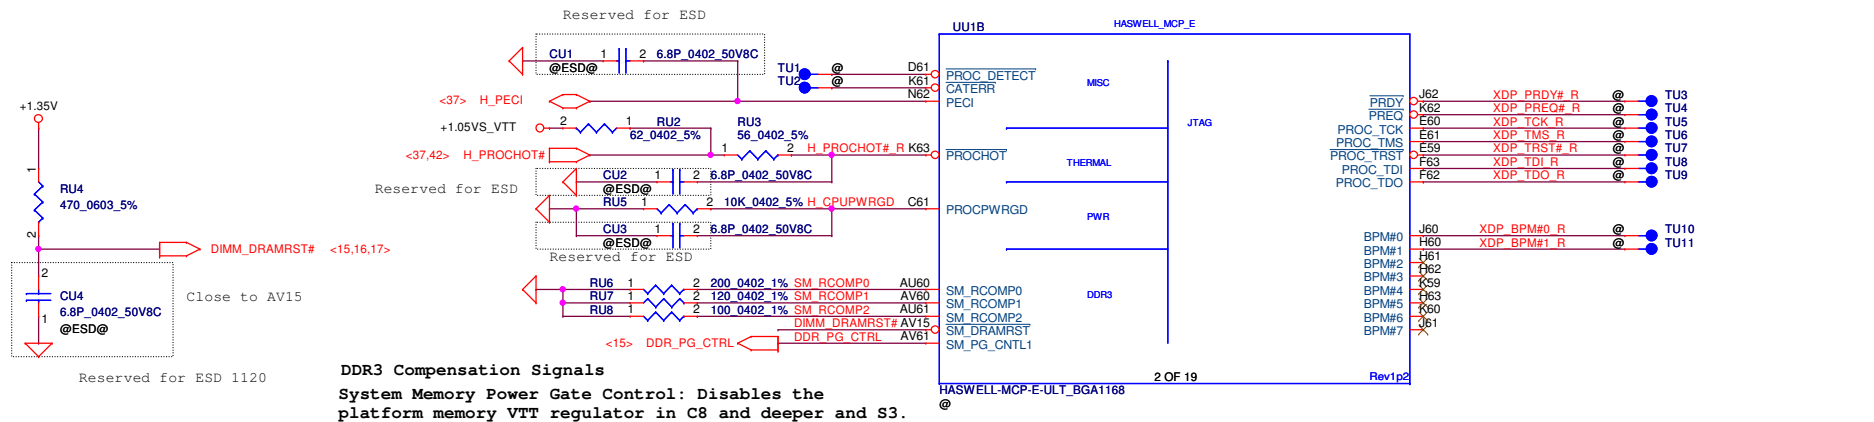 Reserved for ESD
CU1 1 2 6.8P_0402_50V8C
@ESD@
<37> H_PECI
+1.05VS_VTT 2 1 RU2
62_0402_5%
RU3
56_0402_5%
<37,42> H_PROCHOT# 1 2 H_PROCHOT#_R K63
CU2 1 2 6.8P_0402_50V8C
@ESD@
Reserved for ESD
RU5 1 2 10K_0402_5% H_CPUPWRGD C61
CU3 1 2 6.8P_0402_50V8C
@ESD@
Reserved for ESD
RU6 1 2 200_0402_1% SM_RCOMP0 AU60
RU7 1 2 120_0402_1% SM_RCOMP1 AV60
RU8 1 2 100_0402_1% SM_RCOMP2 AU61
DIMM_DRAMRST# AV15
<15> DDR_PG_CTRL DDR_PG_CTRL AV61
+1.35V
1
RU4
470_0603_5%
2
DIMM_DRAMRST# <15,16,17>
2
CU4
6.8P_0402_50V8C
1
@ESD@
Close to AV15
Reserved for ESD 1120
DDR3 Compensation Signals
System Memory Power Gate Control: Disables the
platform memory VTT regulator in C8 and deeper and S3.
TU1 @ D61
TU2 @ K61
N62
UU1B
HASWELL_MCP_E
PROC_DETECT
CATERR
PECI
PROCHOT
PROCPWRGD
SM_RCOMP0
SM_RCOMP1
SM_RCOMP2
SM_DRAMRST
SM_PG_CNTL1
MISC
THERMAL
PWR
DDR3
JTAG
PRDY
PREQ
PROC_TCK
PROC_TMS
PROC_TRST
PROC_TDI
PROC_TDO
BPM#0
BPM#1
BPM#2
BPM#3
BPM#4
BPM#5
BPM#6
BPM#7
J62 XDP_PRDY#_R @ TU3
K62 XDP_PREQ#_R @ TU4
E60 XDP_TCK_R @ TU5
E61 XDP_TMS_R @ TU6
E59 XDP_TRST#_R @ TU7
F63 XDP_TDI_R @ TU8
F62 XDP_TDO_R @ TU9
J60 XDP_BPM#0_R @ TU10
H60 XDP_BPM#1_R @ TU11
H61
H62
K59
H63
K60
J61
2 OF 19
Rev1p2
HASWELL-MCP-E-ULT_BGA1168
@